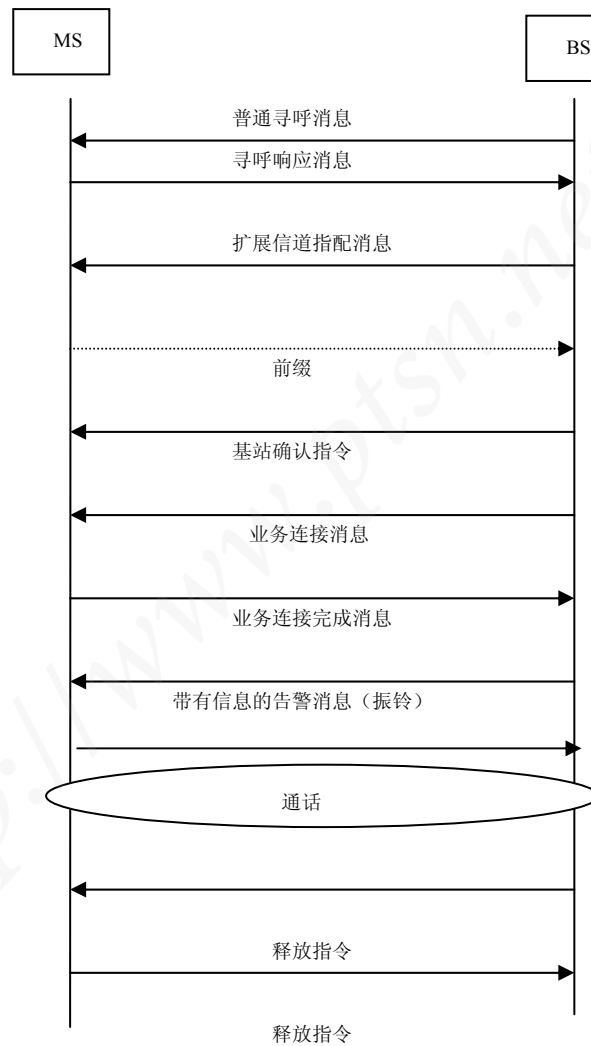 MS
BS
普通寻呼消息
寻呼响应消息
扩展信道指配消息
前缀
基站确认指令
业务连接消息
业务连接完成消息
带有信息的告警消息（振铃）
通话
释放指令
释放指令
p://www.ptsn.ne